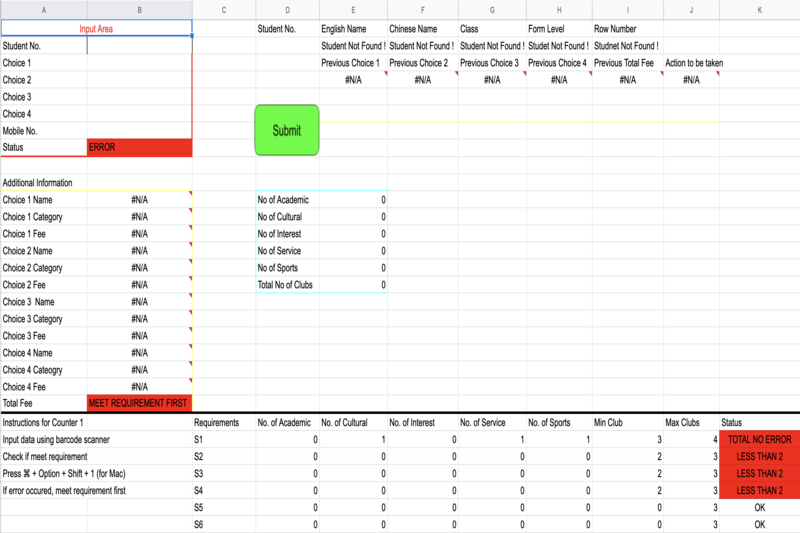 A B C D E F G H I J K
Input Area Student No. English Name Chinese Name Class Form Level Row Number
Student No. Student Not Found ! Student Not Found ! Student Not Found ! Studet Not Found ! Studnet Not Found !
Choice 1 Previous Choice 1 Previous Choice 2 Previous Choice 3 Previous Choice 4 Previous Total Fee Action to be taken
Choice 2 #N/A #N/A #N/A #N/A #N/A #N/A
Choice 3
Choice 4
Submit
Mobile No.
Status ERROR
Additional Information
Choice 1 Name #N/A No of Academic 0
Choice 1 Category #N/A No of Cultural 0
Choice 1 Fee #N/A No of Interest 0
Choice 2 Name #N/A No of Service 0
Choice 2 Category #N/A No of Sports 0
Choice 2 Fee #N/A Total No of Clubs 0
Choice 3 Name #N/A
Choice 3 Category #N/A
Choice 3 Fee #N/A
Choice 4 Name #N/A
Choice 4 Cateogry #N/A
Choice 4 Fee #N/A
Total Fee MEET REQUIREMENT FIRST
Instructions for Counter 1 Requirements No. of Academic No. of Cultural No. of Interest No. of Service No. of Sports Min Club Max Clubs Status
Input data using barcode scanner S1 0 1 0 1 1 3 4 TOTAL NO ERROR
Check if meet requirement S2 0 0 0 0 0 2 3 LESS THAN 2
Press ⌘ + Option + Shift + 1 (for Mac) S3 0 0 0 0 0 2 3 LESS THAN 2
If error occured, meet requirement first S4 0 0 0 0 0 2 3 LESS THAN 2
S5 0 0 0 0 0 0 3 OK
S6 0 0 0 0 0 0 3 OK